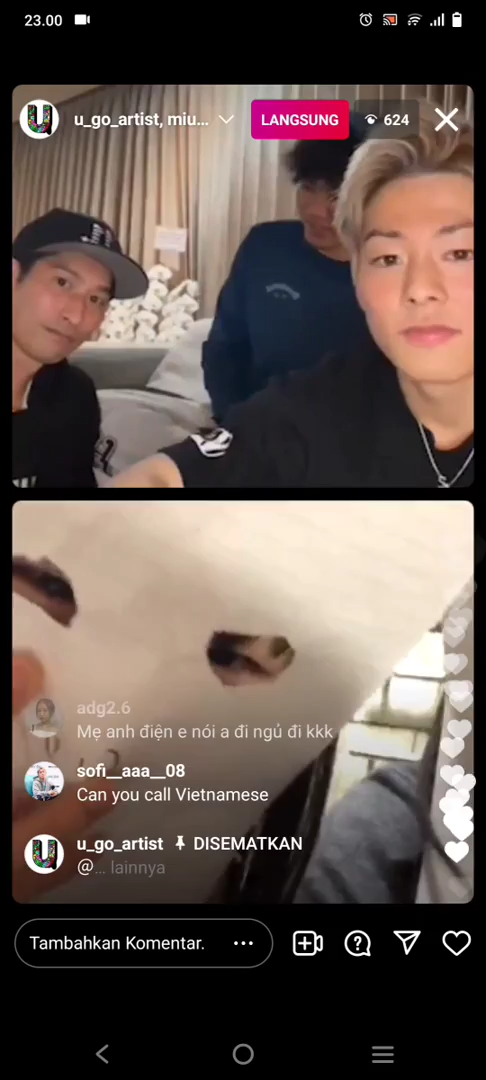 23.00
u_go_artist, miu...
LANGSUNG
624
adg2.6
Mẹ anh điện e nói a đi ngủ đi kkk
sofi__aaa__08
Can you call Vietnamese
u_go_artist DISEMATKAN
@... lainnya
Tambahkan Komentar.